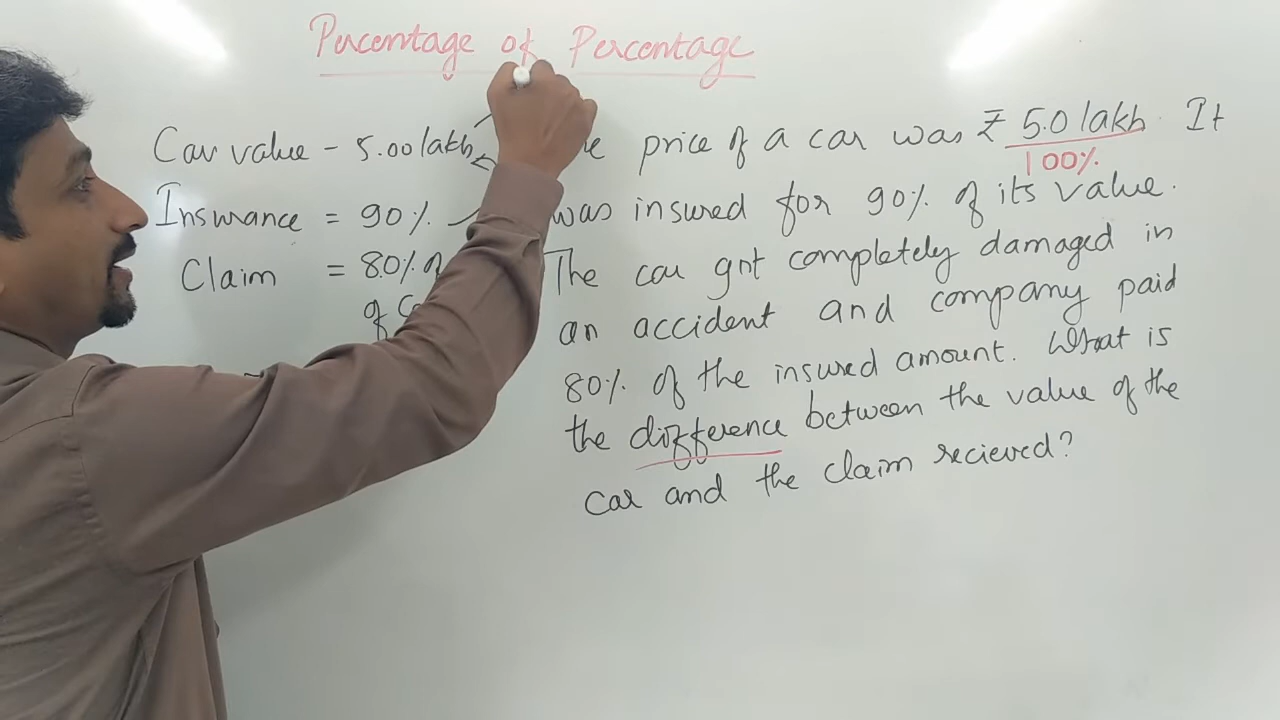 Percentage of Percentage
Car value - 5.00 lakh
Insurance = 90%
Claim = 80% of
of
price of a car was ₹ 5.0 lakh. It
100%
was insured for 90% of its value.
The car got completely damaged in
an accident and company paid
80% of the insured amount. What is
the difference between the value of the
car and the claim recieved?